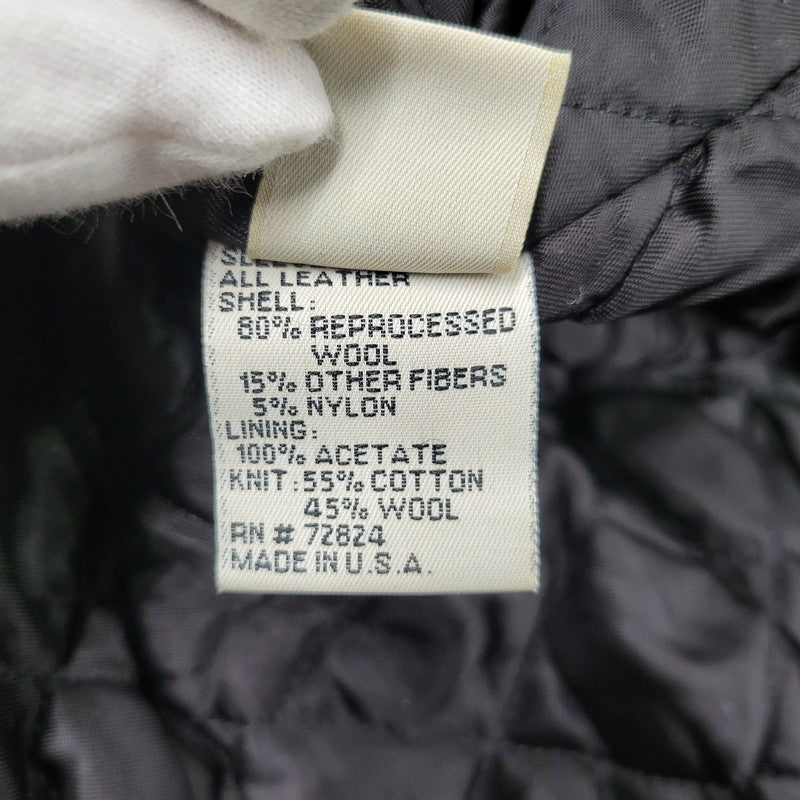 ALL LEATHER
SHELL:
80% REPROCESSED
WOOL
15% OTHER FIBERS
5% NYLON
LINING:
100% ACETATE
KNIT: 55% COTTON
45% WOOL
RN # 72824
MADE IN U.S.A.